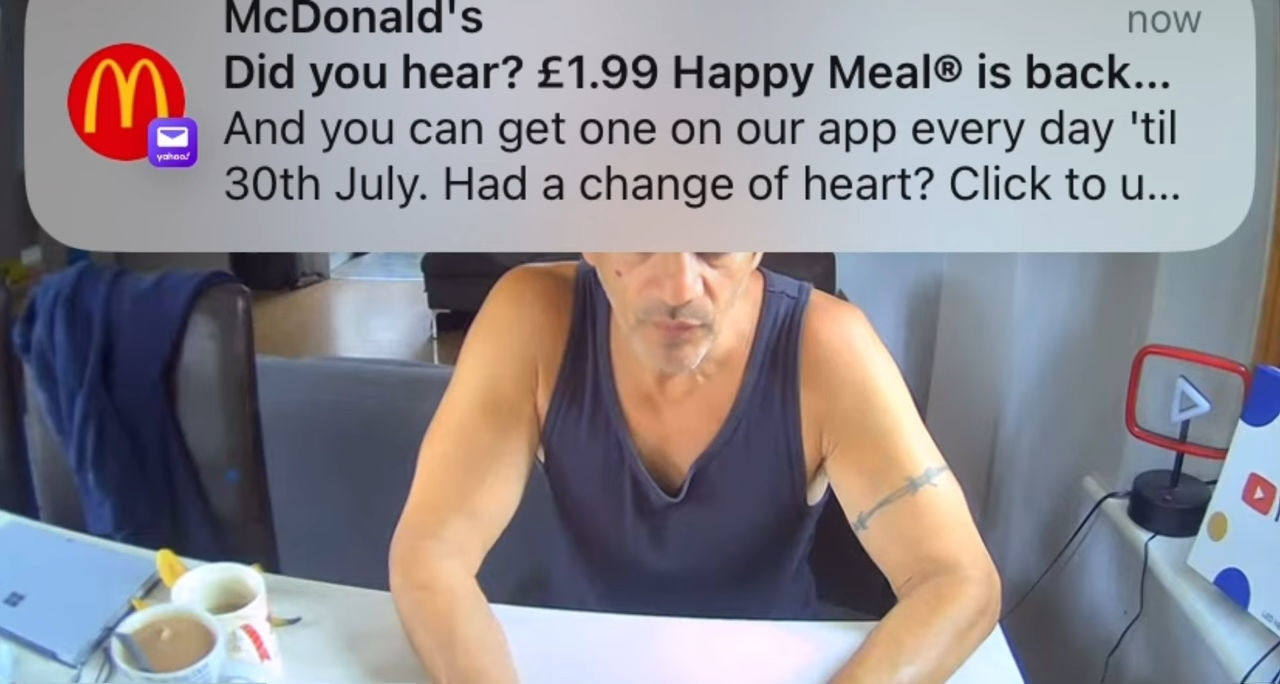 McDonald's
now
Did you hear? £1.99 Happy Meal® is back...
And you can get one on our app every day 'til
30th July. Had a change of heart? Click to u...
yahoo!